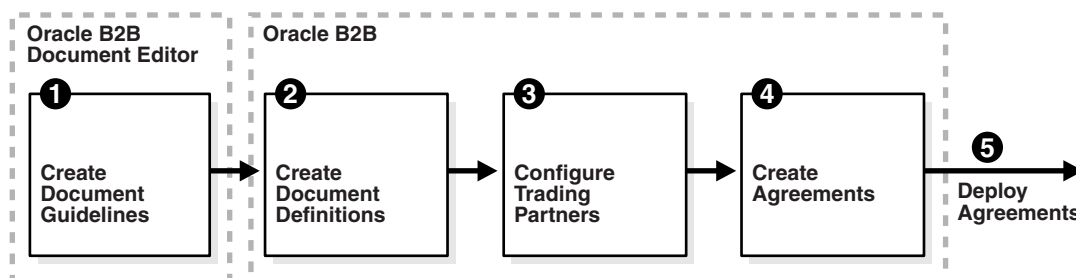 Oracle B2B
Document Editor
Oracle B2B
1
Create
Document
Guidelines
2
Create
Document
Definitions
3
Configure
Trading
Partners
4
Create
Agreements
5
Deploy
Agreements